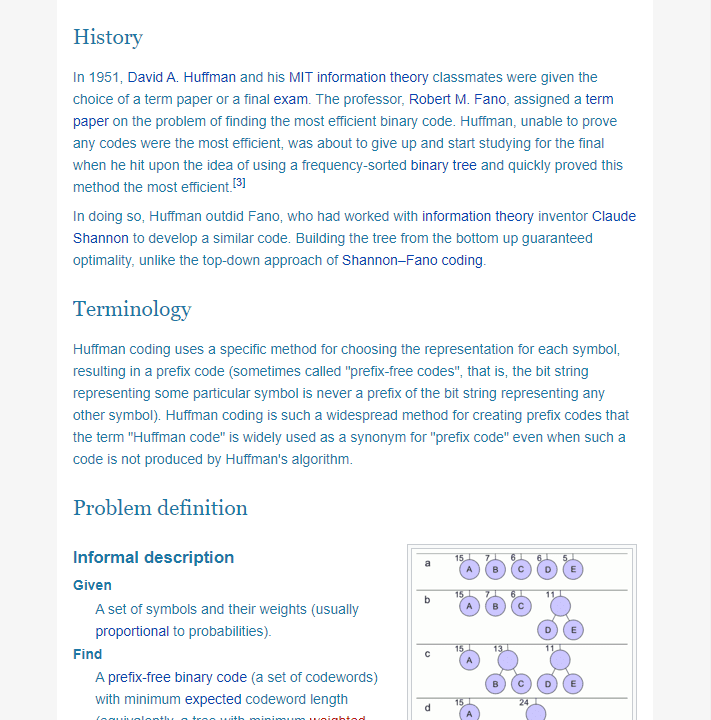 History
In 1951, David A. Huffman and his MIT information theory classmates were given the
choice of a term paper or a final exam. The professor, Robert M. Fano, assigned a term
paper on the problem of finding the most efficient binary code. Huffman, unable to prove
any codes were the most efficient, was about to give up and start studying for the final
when he hit upon the idea of using a frequency-sorted binary tree and quickly proved this
method the most efficient.[3]
In doing so, Huffman outdid Fano, who had worked with information theory inventor Claude
Shannon to develop a similar code. Building the tree from the bottom up guaranteed
optimality, unlike the top-down approach of Shannon–Fano coding.
Terminology
Huffman coding uses a specific method for choosing the representation for each symbol,
resulting in a prefix code (sometimes called "prefix-free codes", that is, the bit string
representing some particular symbol is never a prefix of the bit string representing any
other symbol). Huffman coding is such a widespread method for creating prefix codes that
the term "Huffman code" is widely used as a synonym for "prefix code" even when such a
code is not produced by Huffman's algorithm.
Problem definition
Informal description
Given
A set of symbols and their weights (usually
proportional to probabilities).
Find
A prefix-free binary code (a set of codewords)
with minimum expected codeword length
(equivalently, a tree with minimum weighted
a
15 7 6 6 5
A B C D E
b
15 7 6 11
A B C
D E
c
15 13 11
A
B C D E
d
15 24
A